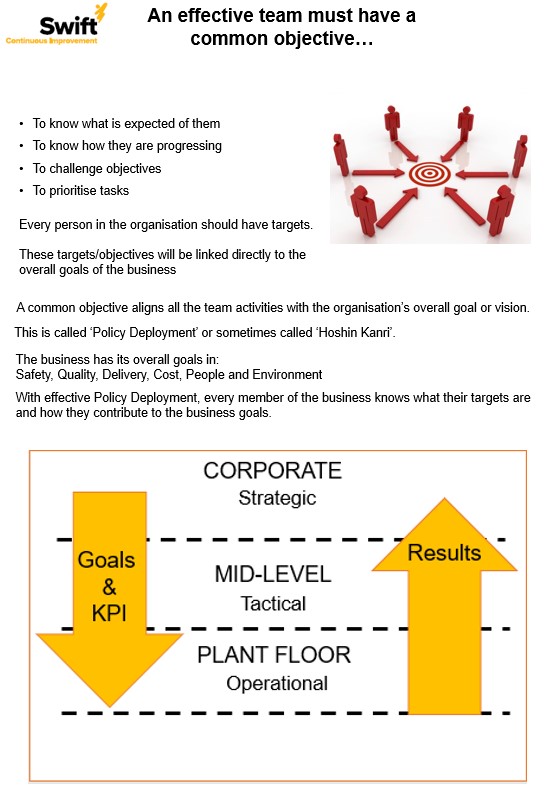 Swift
Continuous Improvement
An effective team must have a
common objective…
• To know what is expected of them
• To know how they are progressing
• To challenge objectives
• To prioritise tasks
Every person in the organisation should have targets.
These targets/objectives will be linked directly to the
overall goals of the business
A common objective aligns all the team activities with the organisation's overall goal or vision.
This is called 'Policy Deployment' or sometimes called 'Hoshin Kanri'.
The business has its overall goals in:
Safety, Quality, Delivery, Cost, People and Environment
With effective Policy Deployment, every member of the business knows what their targets are
and how they contribute to the business goals.
CORPORATE
Strategic
Goals
&
KPI
MID-LEVEL
Tactical
PLANT FLOOR
Operational
Results